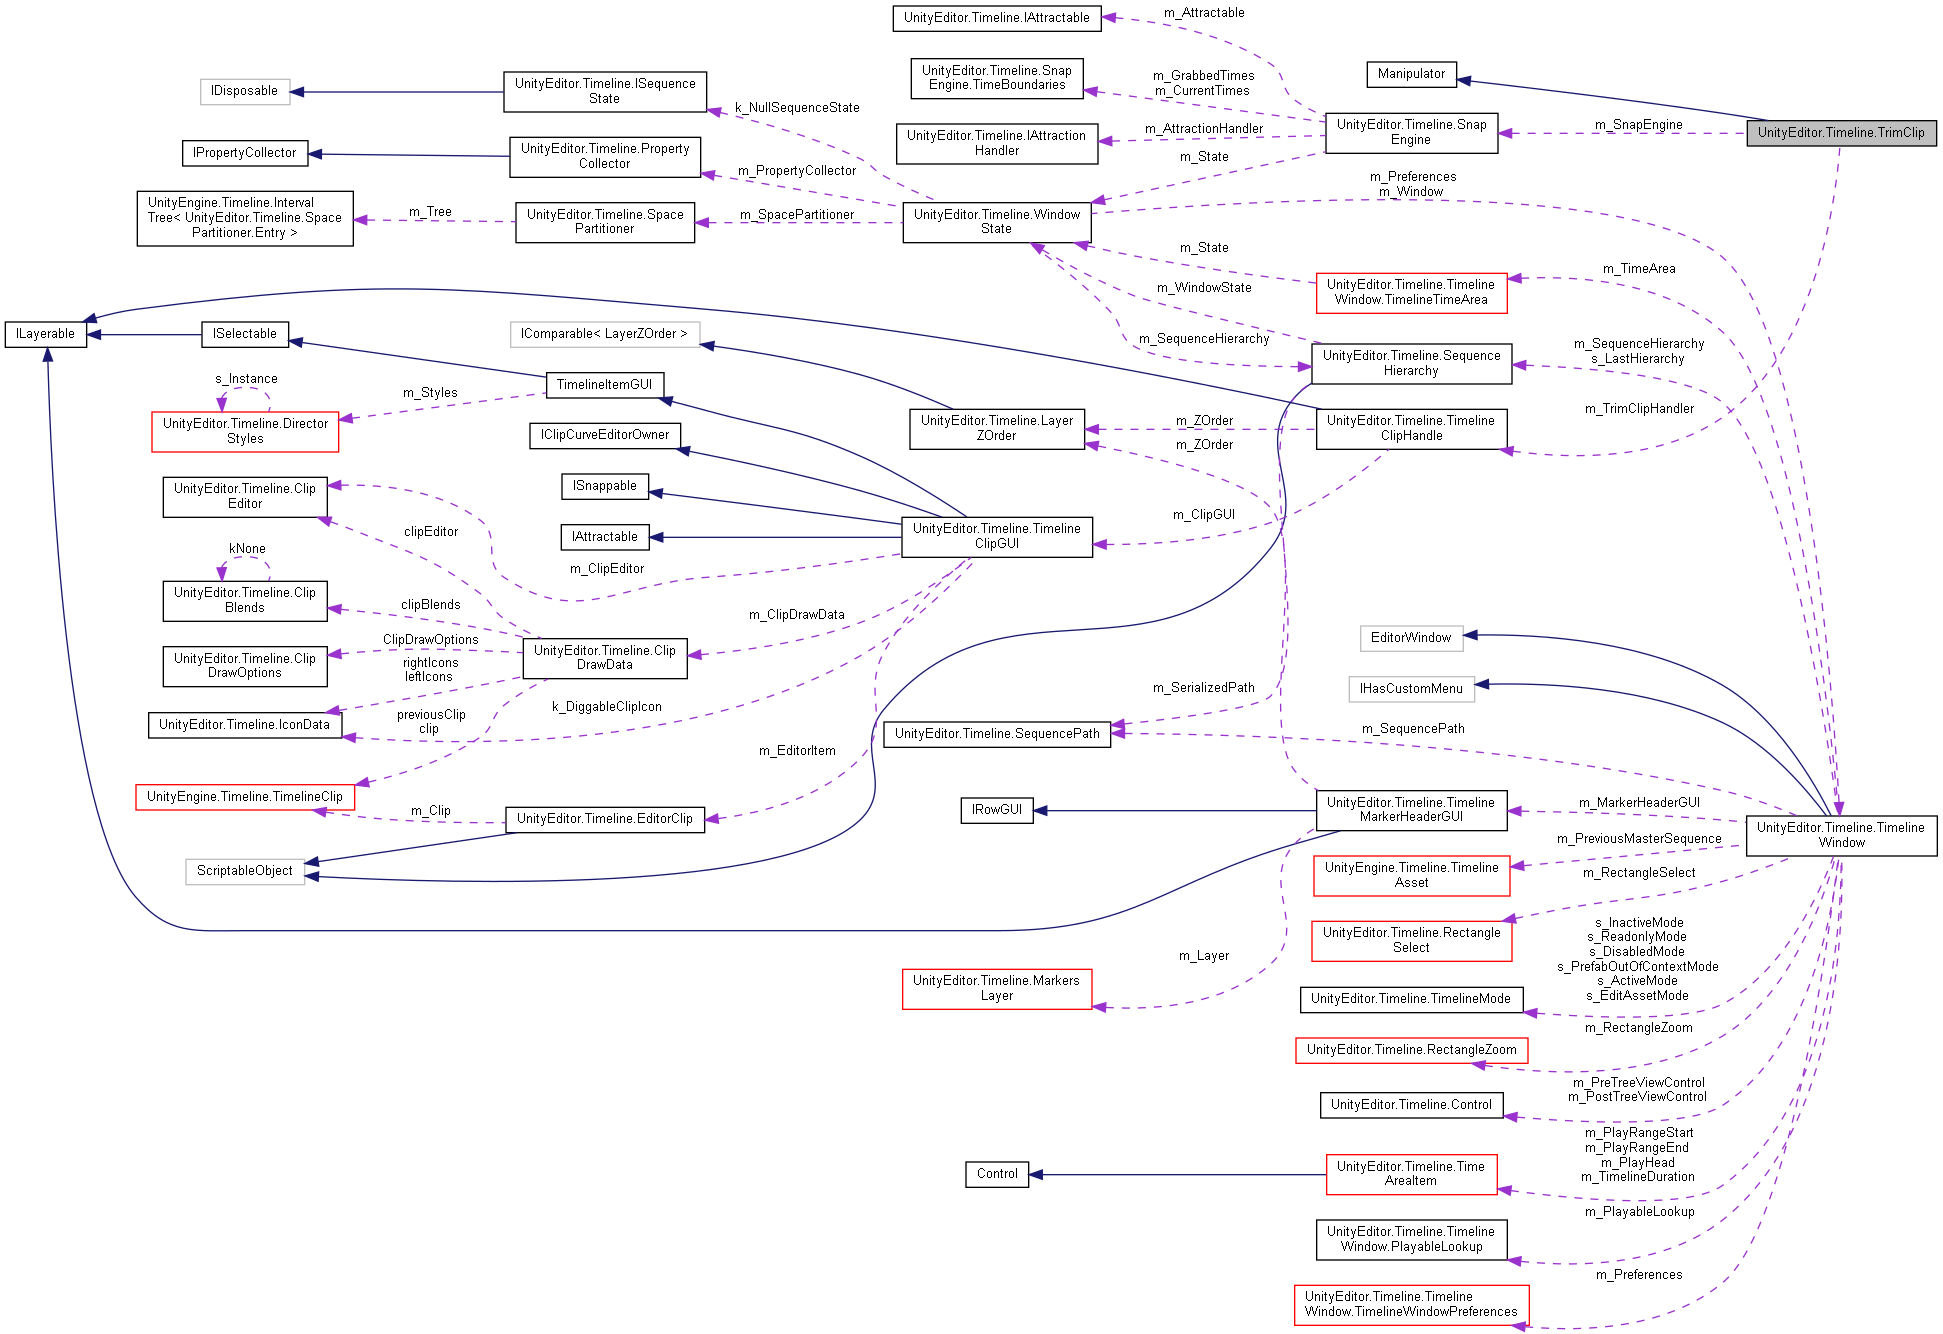 UnityEditor.Timeline.IAttractable
m_Attractable
UnityEditor.Timeline.Snap
Engine.TimeBoundaries
m_GrabbedTimes
m_CurrentTimes
Manipulator
IDisposable
UnityEditor.Timeline.ISequence
State
k_NullSequenceState
UnityEditor.Timeline.IAttraction
Handler
m_AttractionHandler
UnityEditor.Timeline.Snap
Engine
m_SnapEngine
UnityEditor.Timeline.TrimClip
IPropertyCollector
UnityEditor.Timeline.Property
Collector
m_PropertyCollector
m_State
m_Preferences
m_Window
UnityEngine.Timeline.Interval
Tree< UnityEditor.Timeline.Space
Partitioner.Entry >
m_Tree
UnityEditor.Timeline.Space
Partitioner
m_SpacePartitioner
UnityEditor.Timeline.Window
State
m_State
m_WindowState
UnityEditor.Timeline.Timeline
Window.TimelineTimeArea
m_TimeArea
ILayerable
ISelectable
IComparable< LayerZOrder >
m_SequenceHierarchy
UnityEditor.Timeline.Sequence
Hierarchy
m_SequenceHierarchy
s_LastHierarchy
s_Instance
UnityEditor.Timeline.Director
Styles
m_Styles
TimelineItemGUI
UnityEditor.Timeline.Layer
ZOrder
m_ZOrder
m_ZOrder
UnityEditor.Timeline.Timeline
ClipHandle
m_TrimClipHandler
IClipCurveEditorOwner
ISnappable
IAttractable
UnityEditor.Timeline.Timeline
ClipGUI
m_ClipGUI
UnityEditor.Timeline.Clip
Editor
clipEditor
m_ClipEditor
kNone
UnityEditor.Timeline.Clip
Blends
clipBlends
m_ClipDrawData
UnityEditor.Timeline.Clip
DrawOptions
ClipDrawOptions
rightIcons
leftIcons
UnityEditor.Timeline.Clip
DrawData
EditorWindow
IHasCustomMenu
UnityEditor.Timeline.IconData
previousClip
clip
k_DiggableClipIcon
m_SerializedPath
UnityEditor.Timeline.SequencePath
m_SequencePath
m_EditorItem
UnityEngine.Timeline.TimelineClip
m_Clip
UnityEditor.Timeline.EditorClip
IRowGUI
UnityEditor.Timeline.Timeline
MarkerHeaderGUI
m_MarkerHeaderGUI
UnityEditor.Timeline.Timeline
Window
ScriptableObject
m_PreviousMasterSequence
UnityEngine.Timeline.Timeline
Asset
m_RectangleSelect
UnityEditor.Timeline.Rectangle
Select
m_Layer
UnityEditor.Timeline.Markers
Layer
s_InactiveMode
s_ReadonlyMode
s_DisabledMode
s_PrefabOutOfContextMode
s_ActiveMode
s_EditAssetMode
UnityEditor.Timeline.TimelineMode
m_RectangleZoom
UnityEditor.Timeline.RectangleZoom
m_PreTreeViewControl
m_PostTreeViewControl
UnityEditor.Timeline.Control
m_PlayRangeStart
m_PlayRangeEnd
m_PlayHead
m_TimelineDuration
Control
UnityEditor.Timeline.Time
AreaItem
m_PlayableLookup
UnityEditor.Timeline.Timeline
Window.PlayableLookup
m_Preferences
UnityEditor.Timeline.Timeline
Window.TimelineWindowPreferences